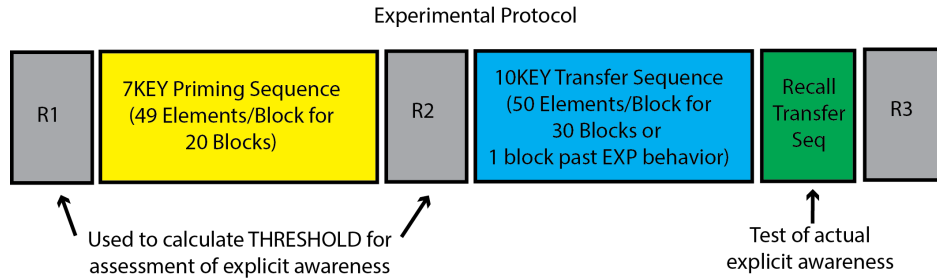 Experimental Protocol
R1
7KEY Priming Sequence
(49 Elements/Block for
20 Blocks)
R2
10KEY Transfer Sequence
(50 Elements/Block for
30 Blocks or
1 block past EXP behavior)
Recall
Transfer
Seq
R3
Used to calculate THRESHOLD for
assessment of explicit awareness
Test of actual
explicit awareness